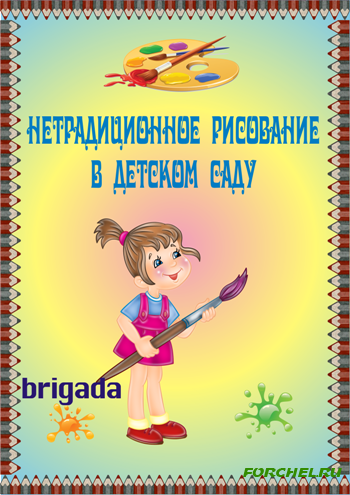 НЕТРАДИЦИОННОЕ РИСОВАНИЕ
В ДЕТСКОМ САДУ
brigada
FORCHEL.RU